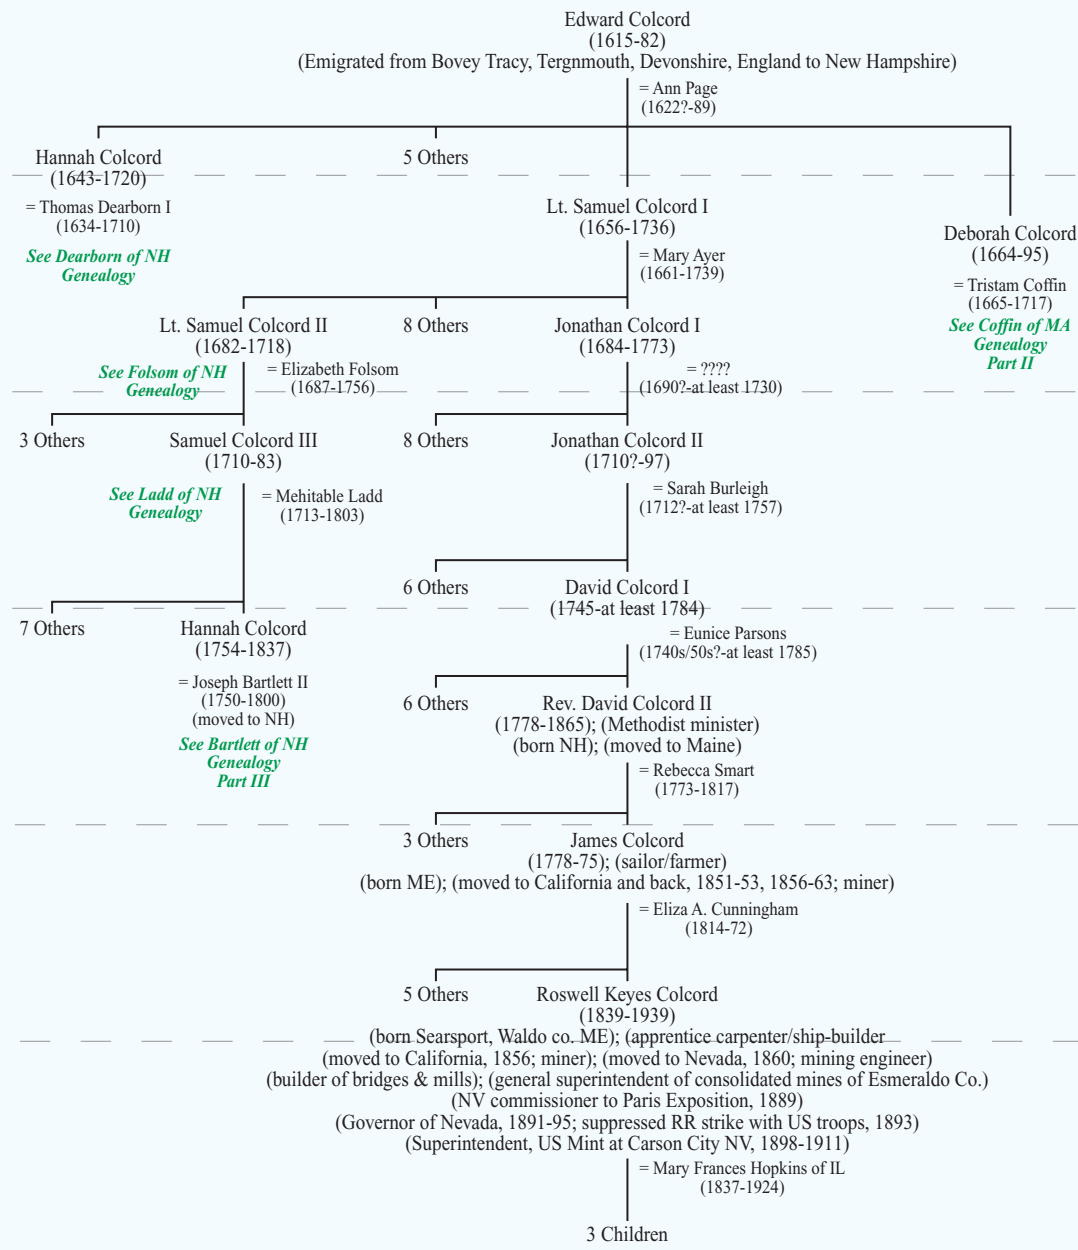 Edward Colcord
(1615-82)
(Emigrated from Bovey Tracy, Tergnmouth, Devonshire, England to New Hampshire)
= Ann Page
(1622?-89)
Hannah Colcord
(1643-1720)
= Thomas Dearborn I
(1634-1710)
See Dearborn of NH
Genealogy
5 Others
Lt. Samuel Colcord I
(1656-1736)
= Mary Ayer
(1661-1739)
Deborah Colcord
(1664-95)
= Tristam Coffin
(1665-1717)
See Coffin of MA
Genealogy
Part II
Lt. Samuel Colcord II
(1682-1718)
See Folsom of NH
Genealogy
= Elizabeth Folsom
(1687-1756)
8 Others
Jonathan Colcord I
(1684-1773)
= ????
(1690?-at least 1730)
3 Others
Samuel Colcord III
(1710-83)
See Ladd of NH
Genealogy
= Mehitable Ladd
(1713-1803)
8 Others
Jonathan Colcord II
(1710?-97)
= Sarah Burleigh
(1712?-at least 1757)
7 Others
Hannah Colcord
(1754-1837)
= Joseph Bartlett II
(1750-1800)
(moved to NH)
See Bartlett of NH
Genealogy
Part III
6 Others
David Colcord I
(1745-at least 1784)
= Eunice Parsons
(1740s/50s?-at least 1785)
6 Others
Rev. David Colcord II
(1778-1865); (Methodist minister)
(born NH); (moved to Maine)
= Rebecca Smart
(1773-1817)
3 Others
James Colcord
(1778-75); (sailor/farmer)
(born ME); (moved to California and back, 1851-53, 1856-63; miner)
= Eliza A. Cunningham
(1814-72)
5 Others
Roswell Keyes Colcord
(1839-1939)
(born Searsport, Waldo co. ME); (apprentice carpenter/ship-builder
(moved to California, 1856; miner); (moved to Nevada, 1860; mining engineer)
(builder of bridges & mills); (general superintendent of consolidated mines of Esmeraldo Co.)
(NV commissioner to Paris Exposition, 1889)
(Governor of Nevada, 1891-95; suppressed RR strike with US troops, 1893)
(Superintendent, US Mint at Carson City NV, 1898-1911)
= Mary Frances Hopkins of IL
(1837-1924)
3 Children